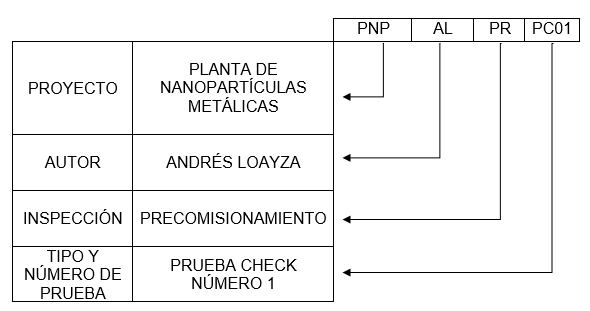 PNP AL PR PC01
PROYECTO
PLANTA DE
NANOPARTÍCULAS
METÁLICAS
AUTOR
ANDRÉS LOAYZA
INSPECCIÓN
PRECOMISIONAMIENTO
TIPO Y
NÚMERO DE
PRUEBA
PRUEBA CHECK
NÚMERO 1